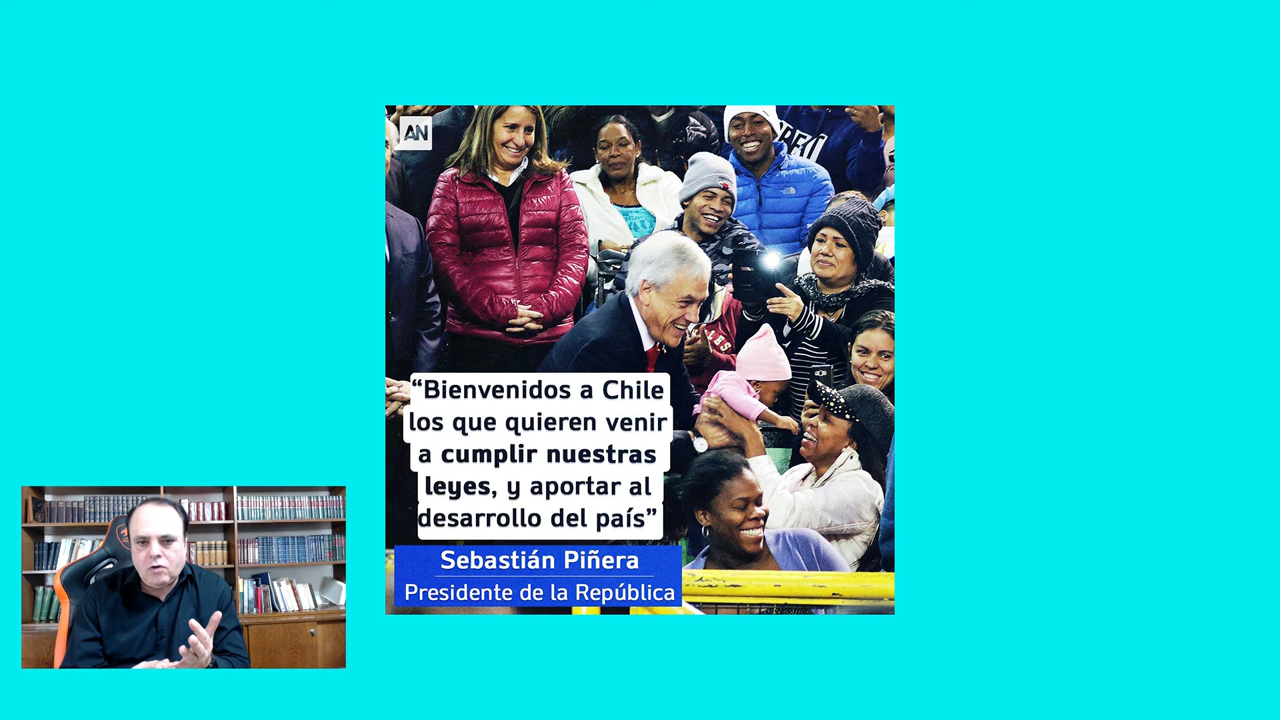 AN
“Bienvenidos a Chile
los que quieren venir
a cumplir nuestras
leyes, y aportar al
desarrollo del país”
Sebastián Piñera
Presidente de la República